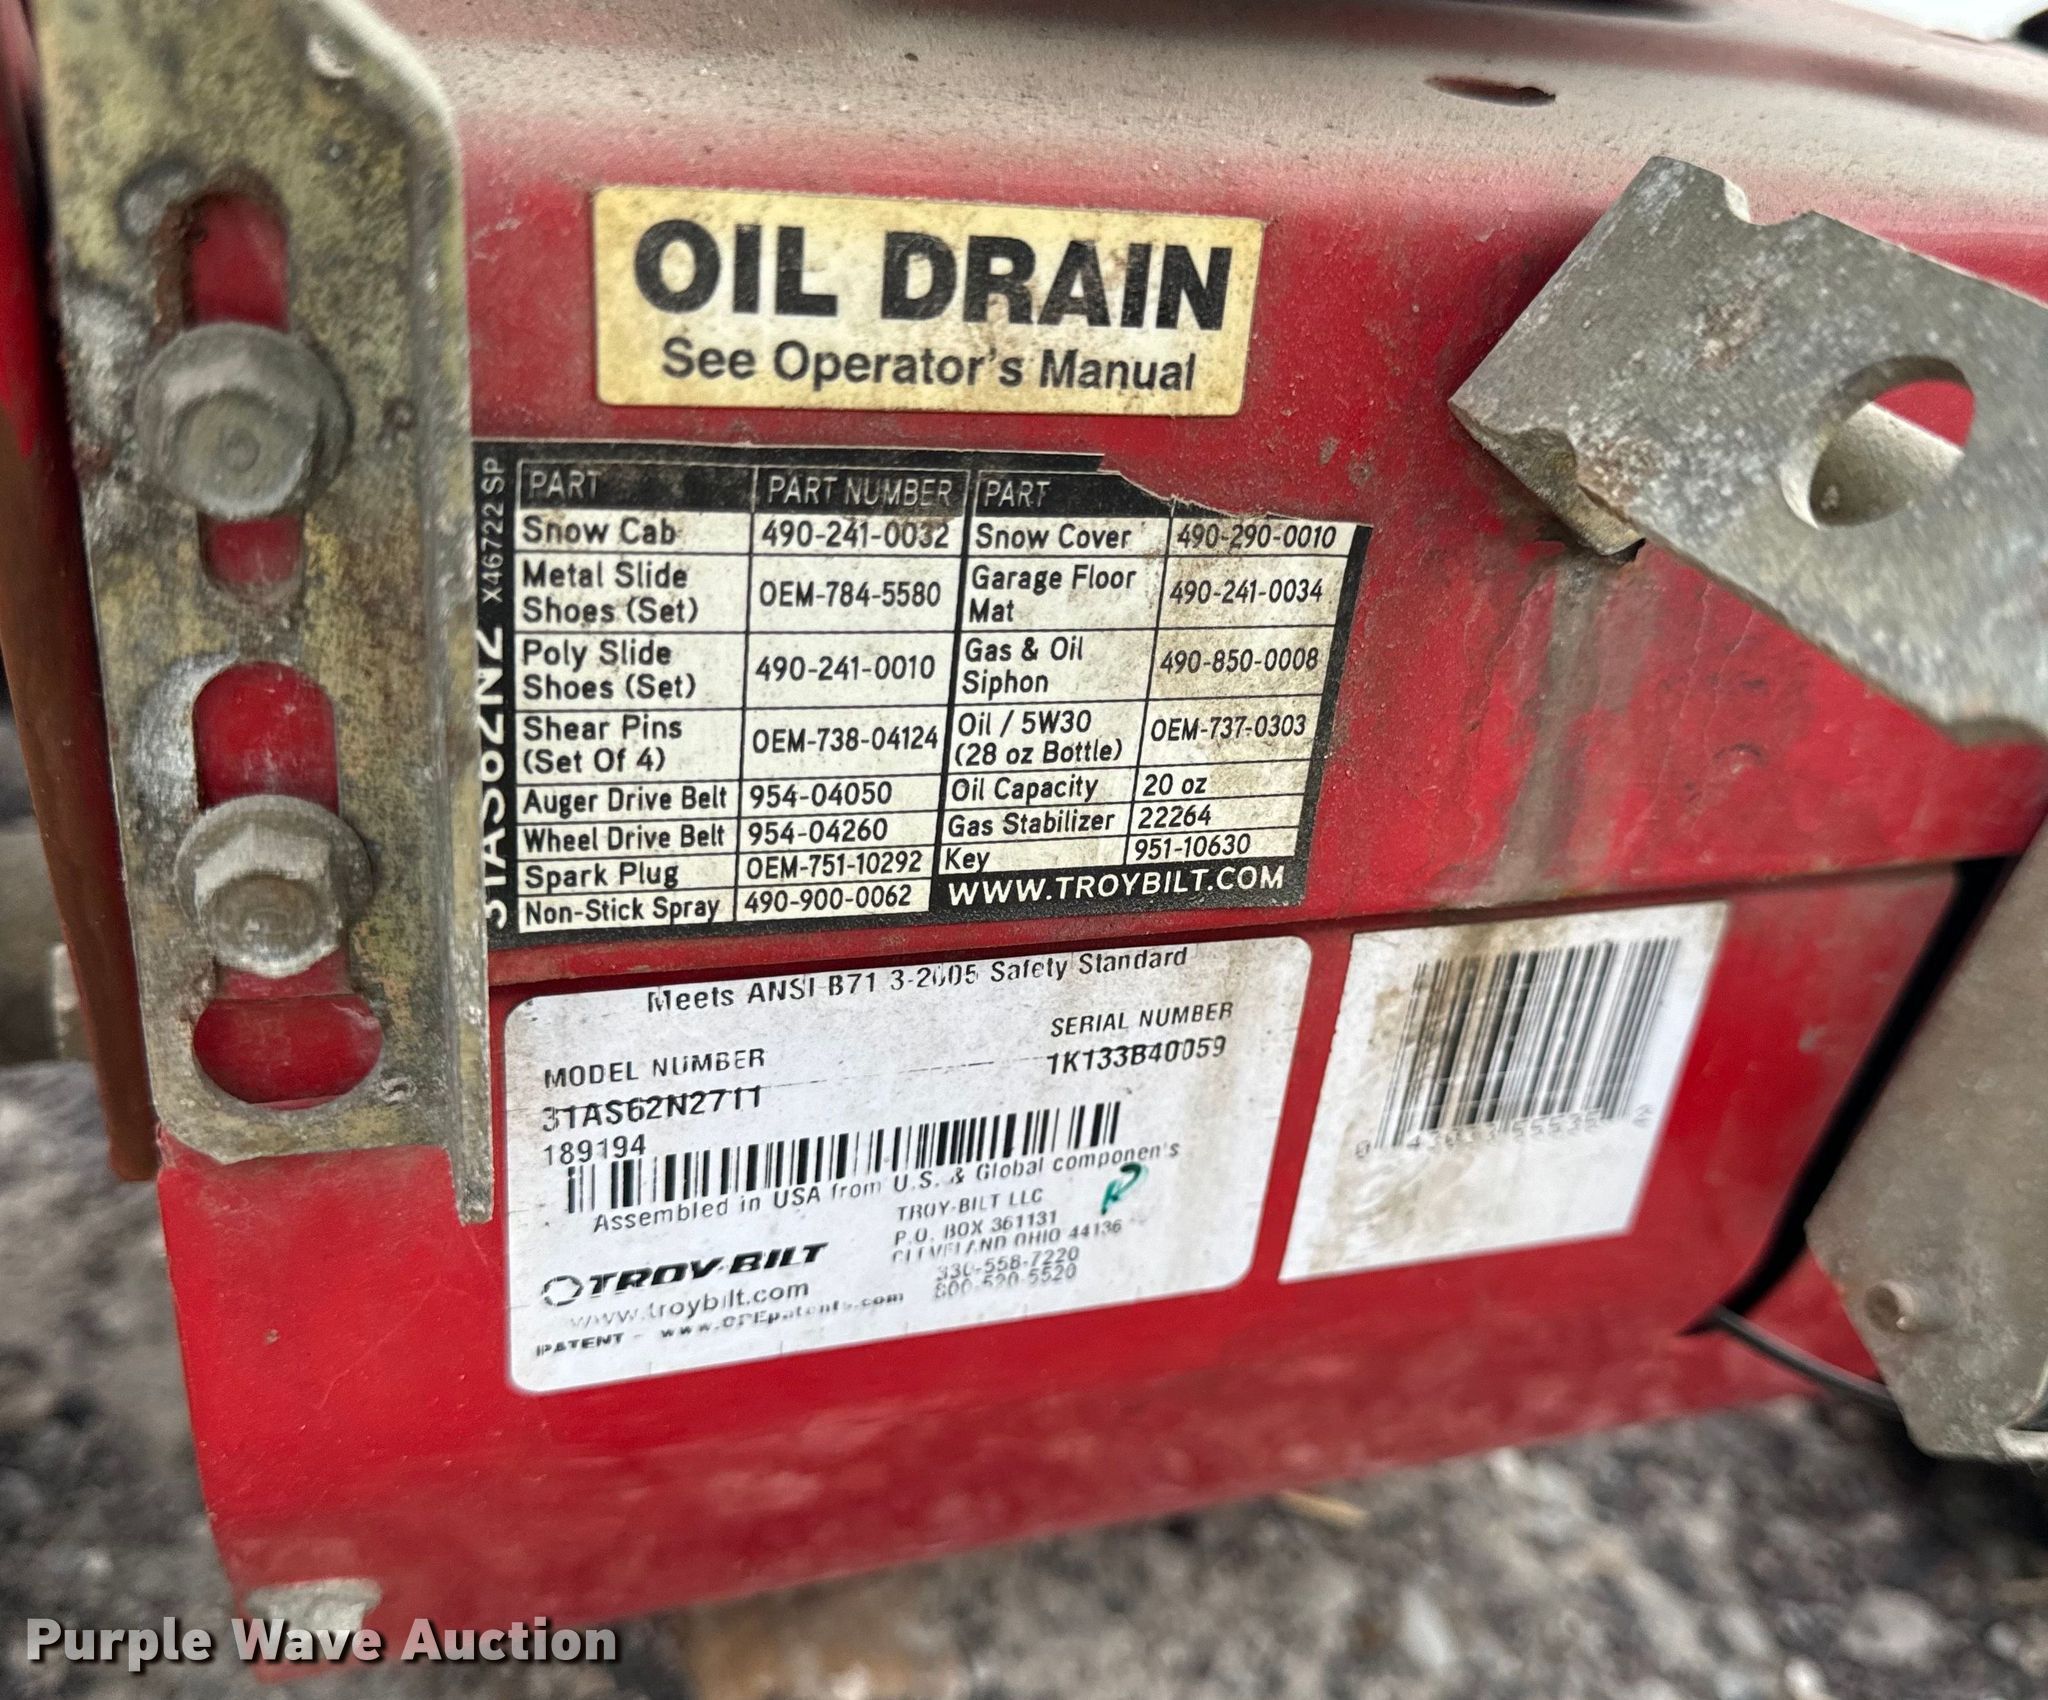 OIL DRAIN
See Operator's Manual
31AS62N2 X46722 SP
PART PART NUMBER PART
Snow Cab 490-241-0032 Snow Cover 490-290-0010
Metal Slide Shoes (Set) OEM-784-5580 Garage Floor Mat 490-241-0034
Poly Slide Shoes (Set) 490-241-0010 Gas & Oil Siphon 490-850-0008
Shear Pins (Set Of 4) OEM-738-04124 Oil / 5W30 (28 oz Bottle) OEM-737-0303
Auger Drive Belt 954-04050 Oil Capacity 20 oz
Wheel Drive Belt 954-04260 Gas Stabilizer 22264
Spark Plug OEM-751-10292 Key 951-10630
Non-Stick Spray 490-900-0062 WWW.TROYBILT.COM
Meets ANSI B71 3-2005 Safety Standard
MODEL NUMBER SERIAL NUMBER
31AS62N2711 1K133B40059
189194
Assembled in USA from U.S. & Global componen's
TROY-BILT LLC
P.O. BOX 361131
CLEVELAND OHIO 44136
330-558-7220
800-520-5520
TROY-BILT
www.troybilt.com
PATENT - www.OPEpatents.com
Purple Wave Auction